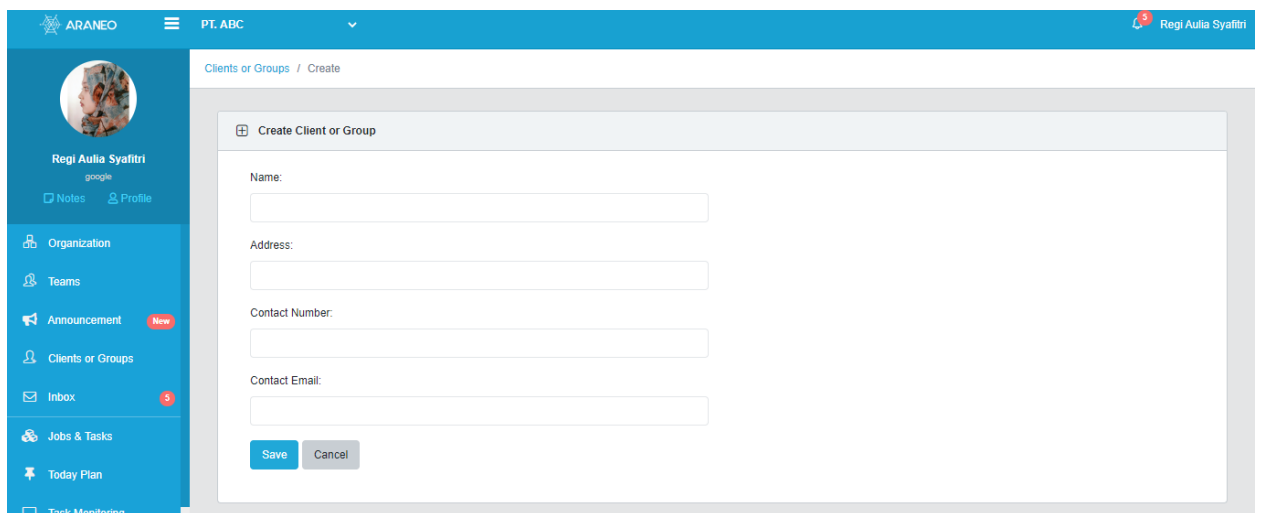 ARANEO
PT. ABC
5
Regi Aulia Syafitri
Clients or Groups / Create
Create Client or Group
Regi Aulia Syafitri
google
Notes
Profile
Organization
Teams
Announcement
New
Clients or Groups
Inbox
5
Jobs & Tasks
Today Plan
Task Monitoring
Name:
Address:
Contact Number:
Contact Email:
Save
Cancel